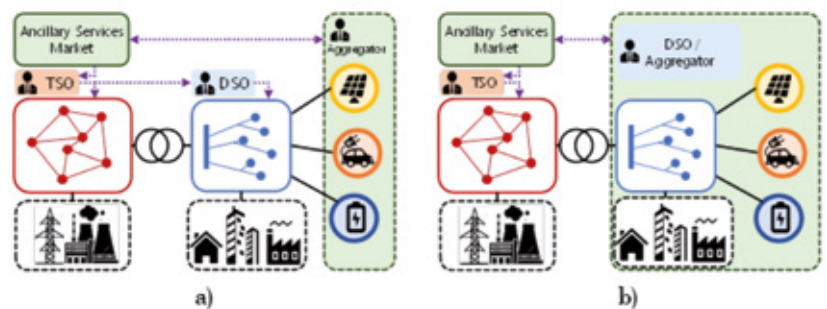 Ancillary Services
Market
Aggregator
TSO
DSO
a)
Ancillary Services
Market
DSO /
Aggregator
TSO
b)